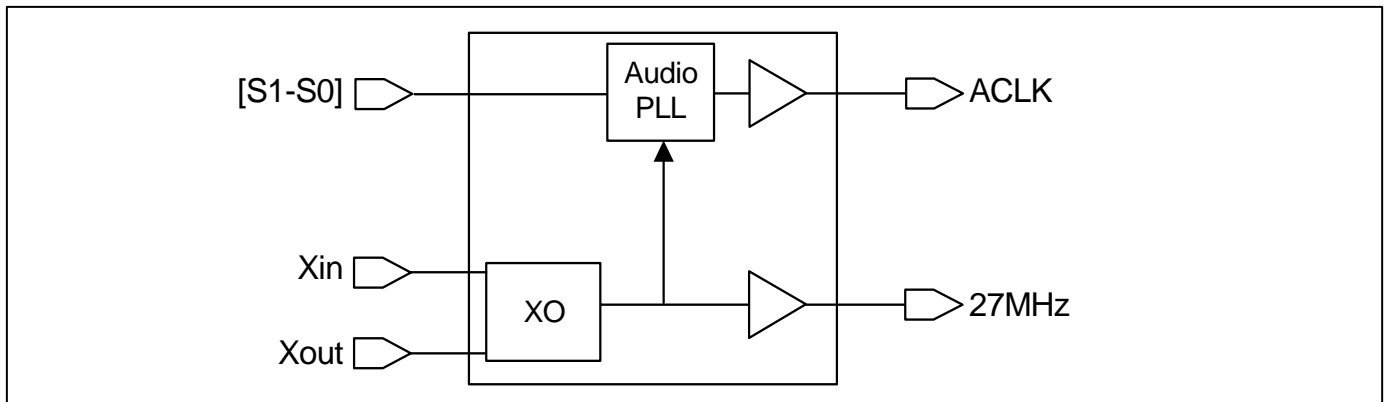 [S1-S0]
Audio
PLL
ACLK
Xin
XO
27MHz
Xout